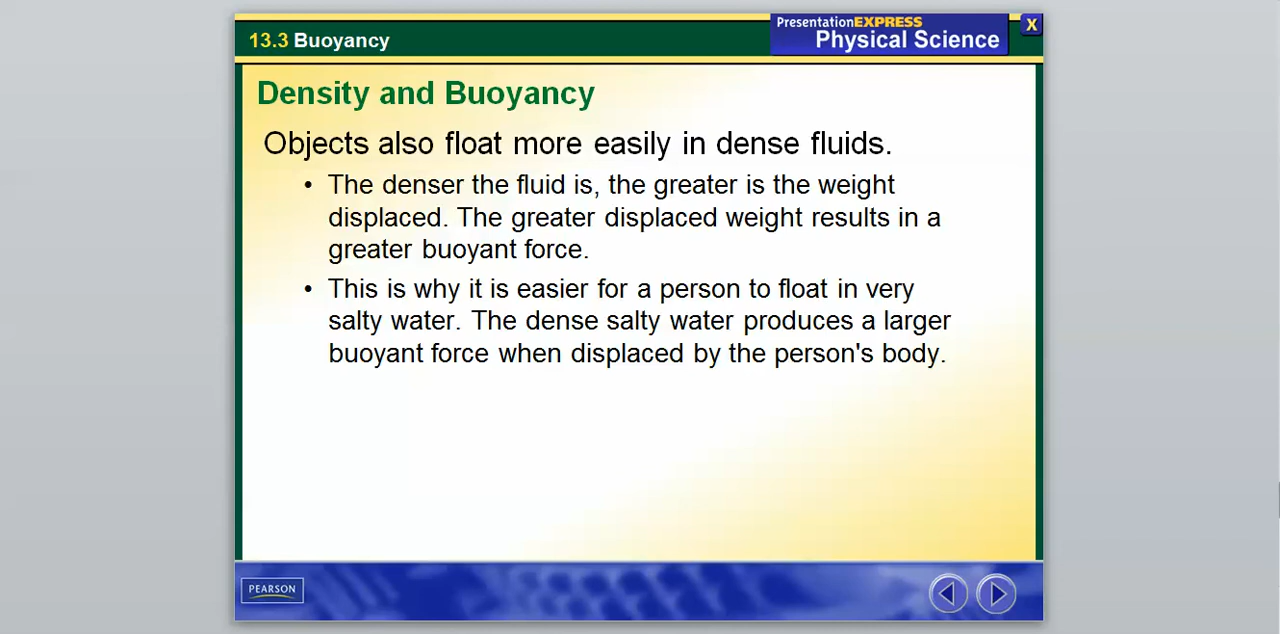 13.3 Buoyancy
PresentationEXPRESS
Physical Science
X
Density and Buoyancy
Objects also float more easily in dense fluids.
• The denser the fluid is, the greater is the weight
displaced. The greater displaced weight results in a
greater buoyant force.
• This is why it is easier for a person to float in very
salty water. The dense salty water produces a larger
buoyant force when displaced by the person's body.
PEARSON